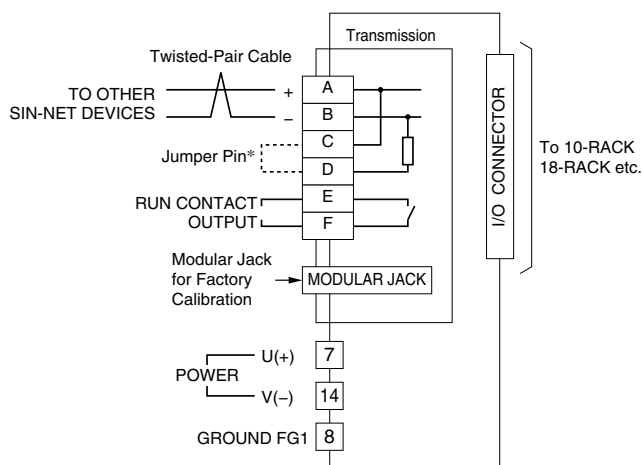 Transmission
Twisted-Pair Cable
TO OTHER
SIN-NET DEVICES
+
−
A
B
C
D
E
F
Jumper Pin*
RUN CONTACT
OUTPUT
Modular Jack
for Factory
Calibration
MODULAR JACK
I/O CONNECTOR
To 10-RACK
18-RACK etc.
POWER
U(+)
7
V(−)
14
GROUND FG1
8